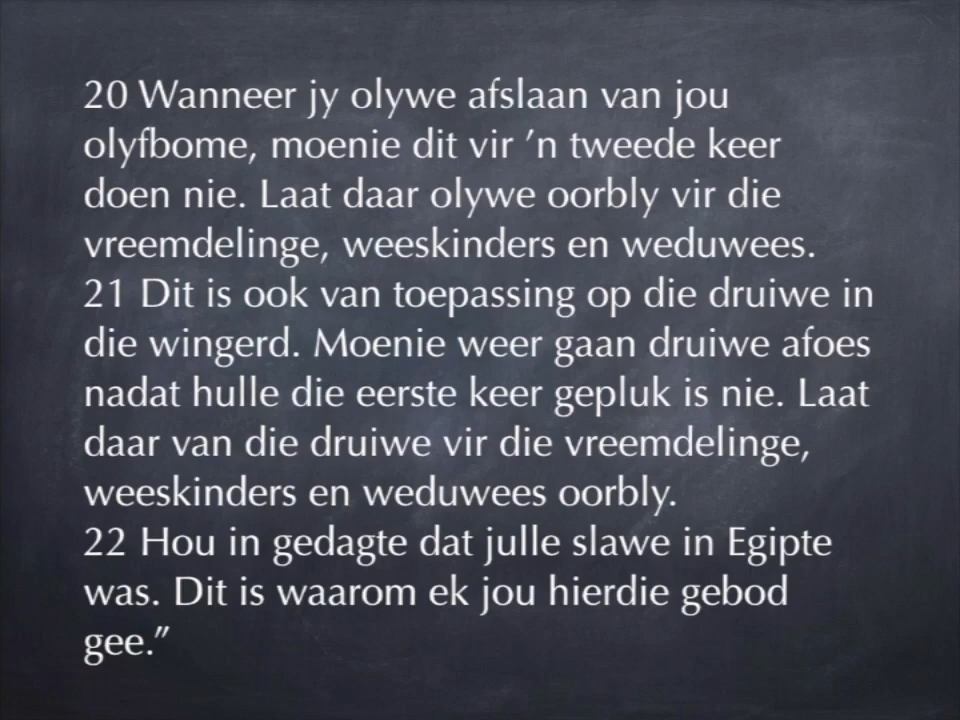 20 Wanneer jy olywe afslaan van jou
olyfbome, moenie dit vir ’n tweede keer
doen nie. Laat daar olywe oorbly vir die
vreemdelinge, weeskinders en weduwees.
21 Dit is ook van toepassing op die druiwe in
die wingerd. Moenie weer gaan druiwe afoes
nadat hulle die eerste keer gepluk is nie. Laat
daar van die druiwe vir die vreemdelinge,
weeskinders en weduwees oorbly.
22 Hou in gedagte dat julle slawe in Egipte
was. Dit is waarom ek jou hierdie gebod
gee.”